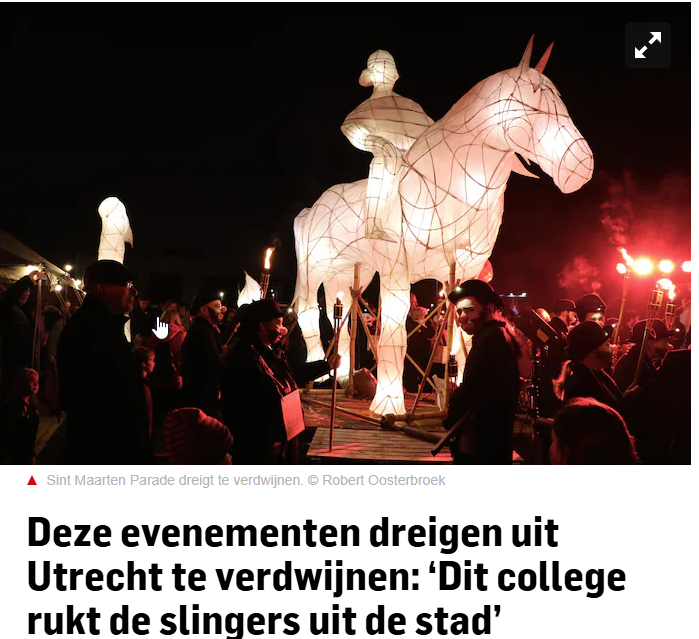 Sint Maarten Parade dreigt te verdwijnen. © Robert Oosterbroek
Deze evenementen dreigen uit
Utrecht te verdwijnen: ‘Dit college
rukt de slingers uit de stad’